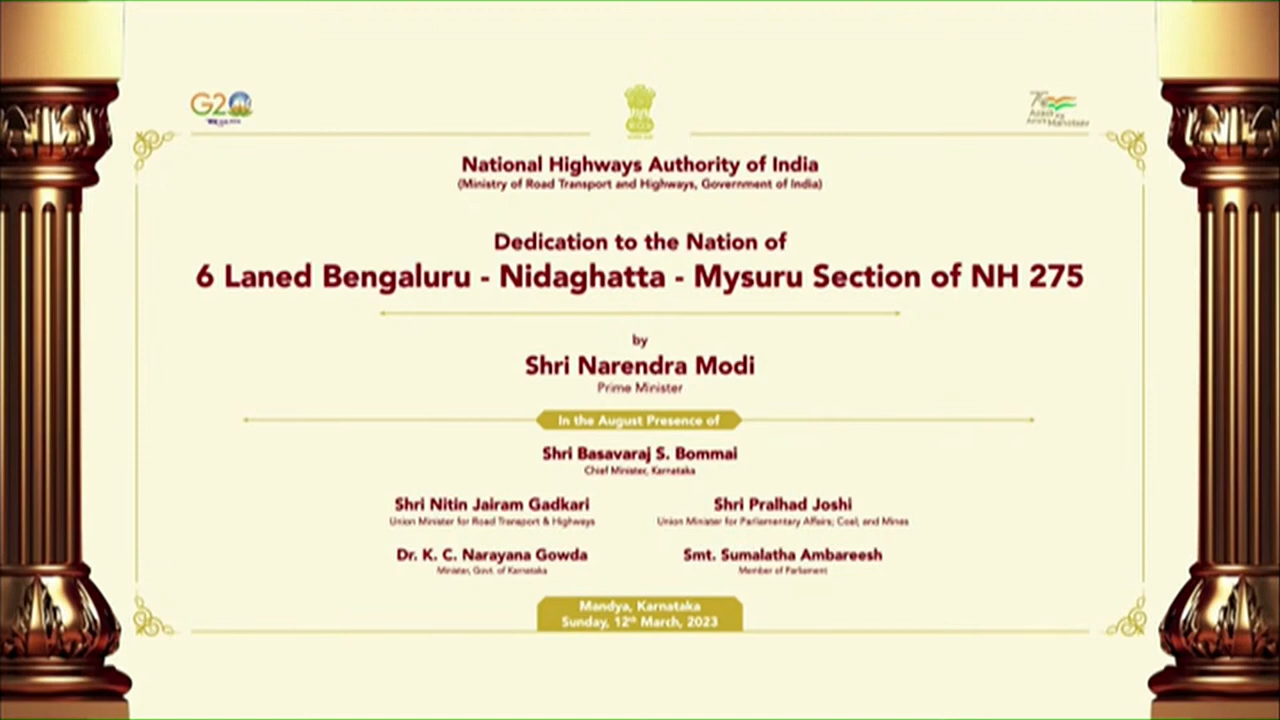 G20
National Highways Authority of India
(Ministry of Road Transport and Highways, Government of India)
Dedication to the Nation of
6 Laned Bengaluru - Nidaghatta - Mysuru Section of NH 275
by
Shri Narendra Modi
Prime Minister
In the August Presence of
Shri Basavaraj S. Bommai
Chief Minister, Karnataka
Shri Nitin Jairam Gadkari
Union Minister for Road Transport & Highways
Shri Pralhad Joshi
Union Minister for Parliamentary Affairs; Coal; and Mines
Dr. K. C. Narayana Gowda
Minister, Govt. of Karnataka
Smt. Sumalatha Ambareesh
Member of Parliament
Mandya, Karnataka
Sunday, 12th March, 2023